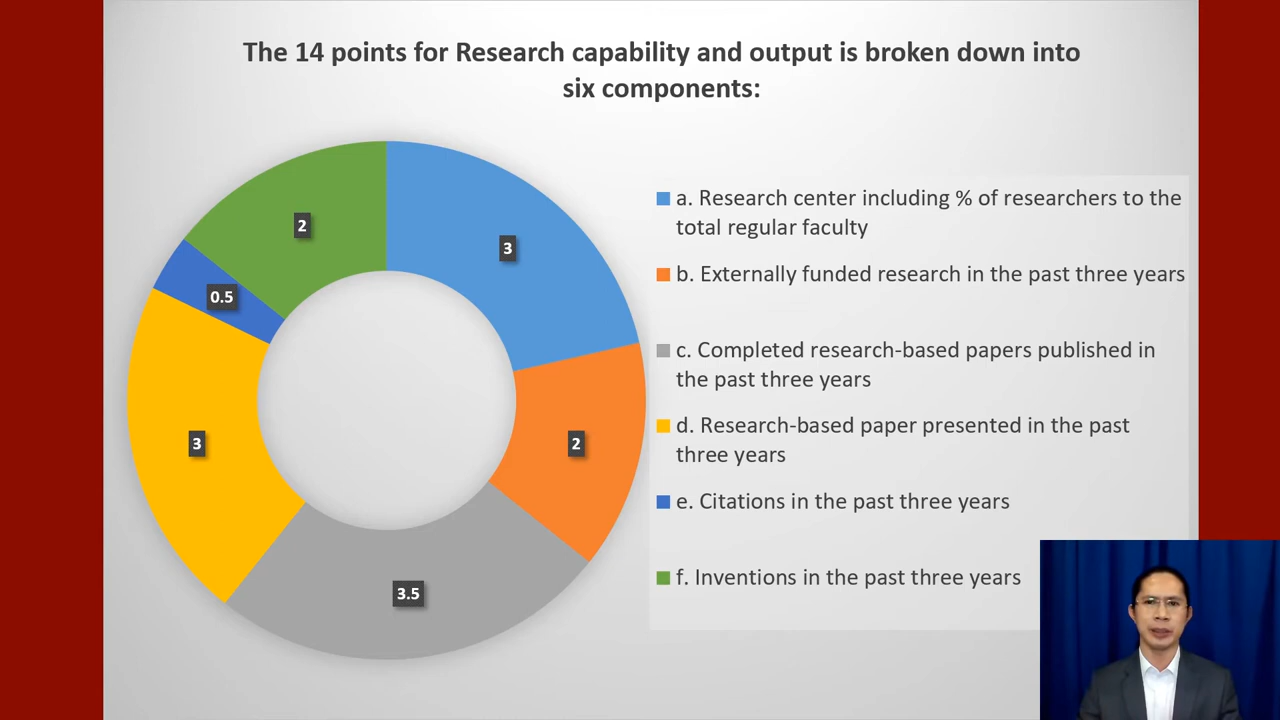 The 14 points for Research capability and output is broken down into
six components:
2
3
0.5
3
2
3.5
a. Research center including % of researchers to the
total regular faculty
b. Externally funded research in the past three years
c. Completed research-based papers published in
the past three years
d. Research-based paper presented in the past
three years
e. Citations in the past three years
f. Inventions in the past three years